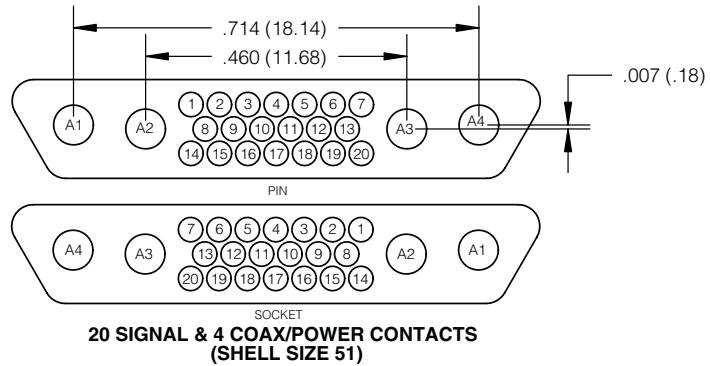 .714 (18.14)
.460 (11.68)
.007 (.18)
1 2 3 4 5 6 7
A1 A2 8 9 10 11 12 13 A3 A4
14 15 16 17 18 19 20
PIN
7 6 5 4 3 2 1
A4 A3 13 12 11 10 9 8 A2 A1
20 19 18 17 16 15 14
SOCKET
20 SIGNAL & 4 COAX/POWER CONTACTS
(SHELL SIZE 51)